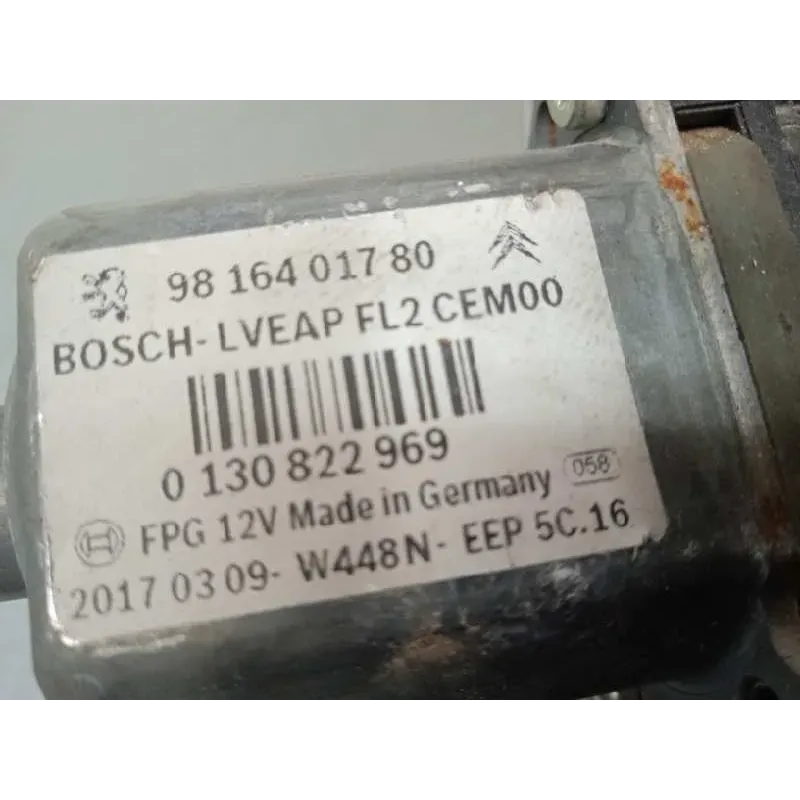 98 164 017 80
BOSCH- LVEAP FL2 CEM00
0 130 822 969
FPG 12V Made in Germany 058
2017 03 09- W448N- EEP 5C.16